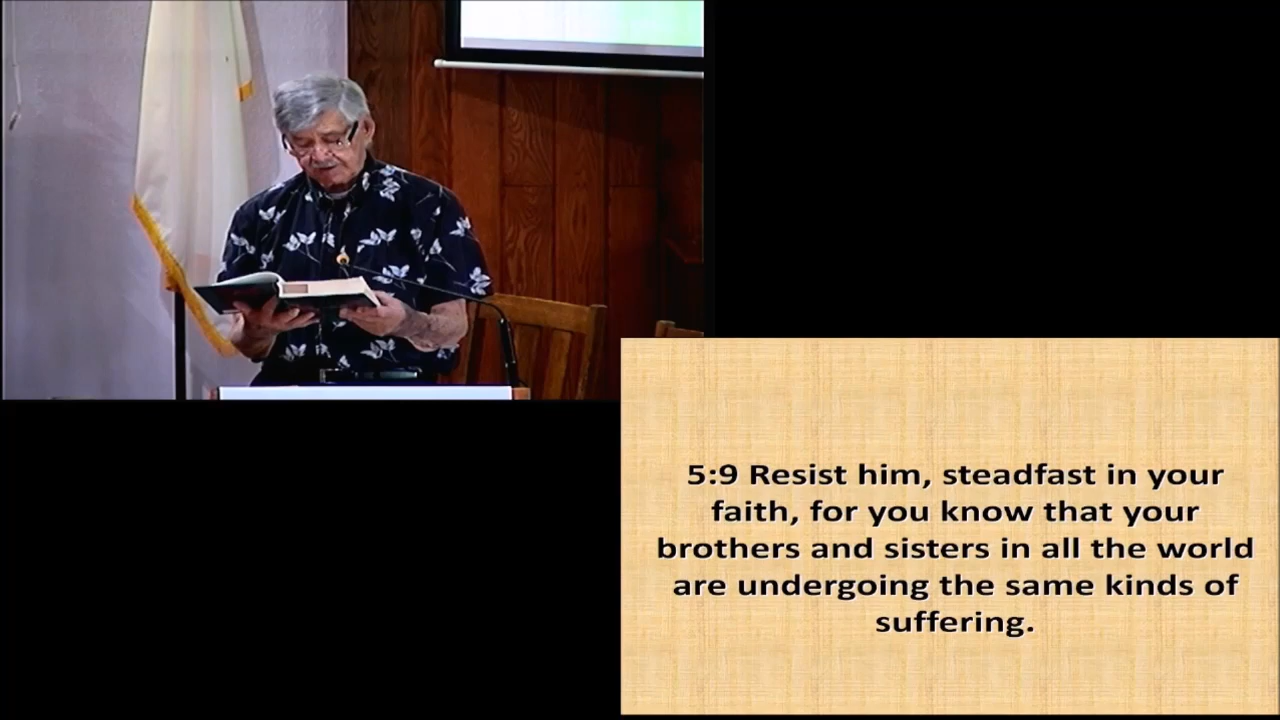 5:9 Resist him, steadfast in your
faith, for you know that your
brothers and sisters in all the world
are undergoing the same kinds of
suffering.